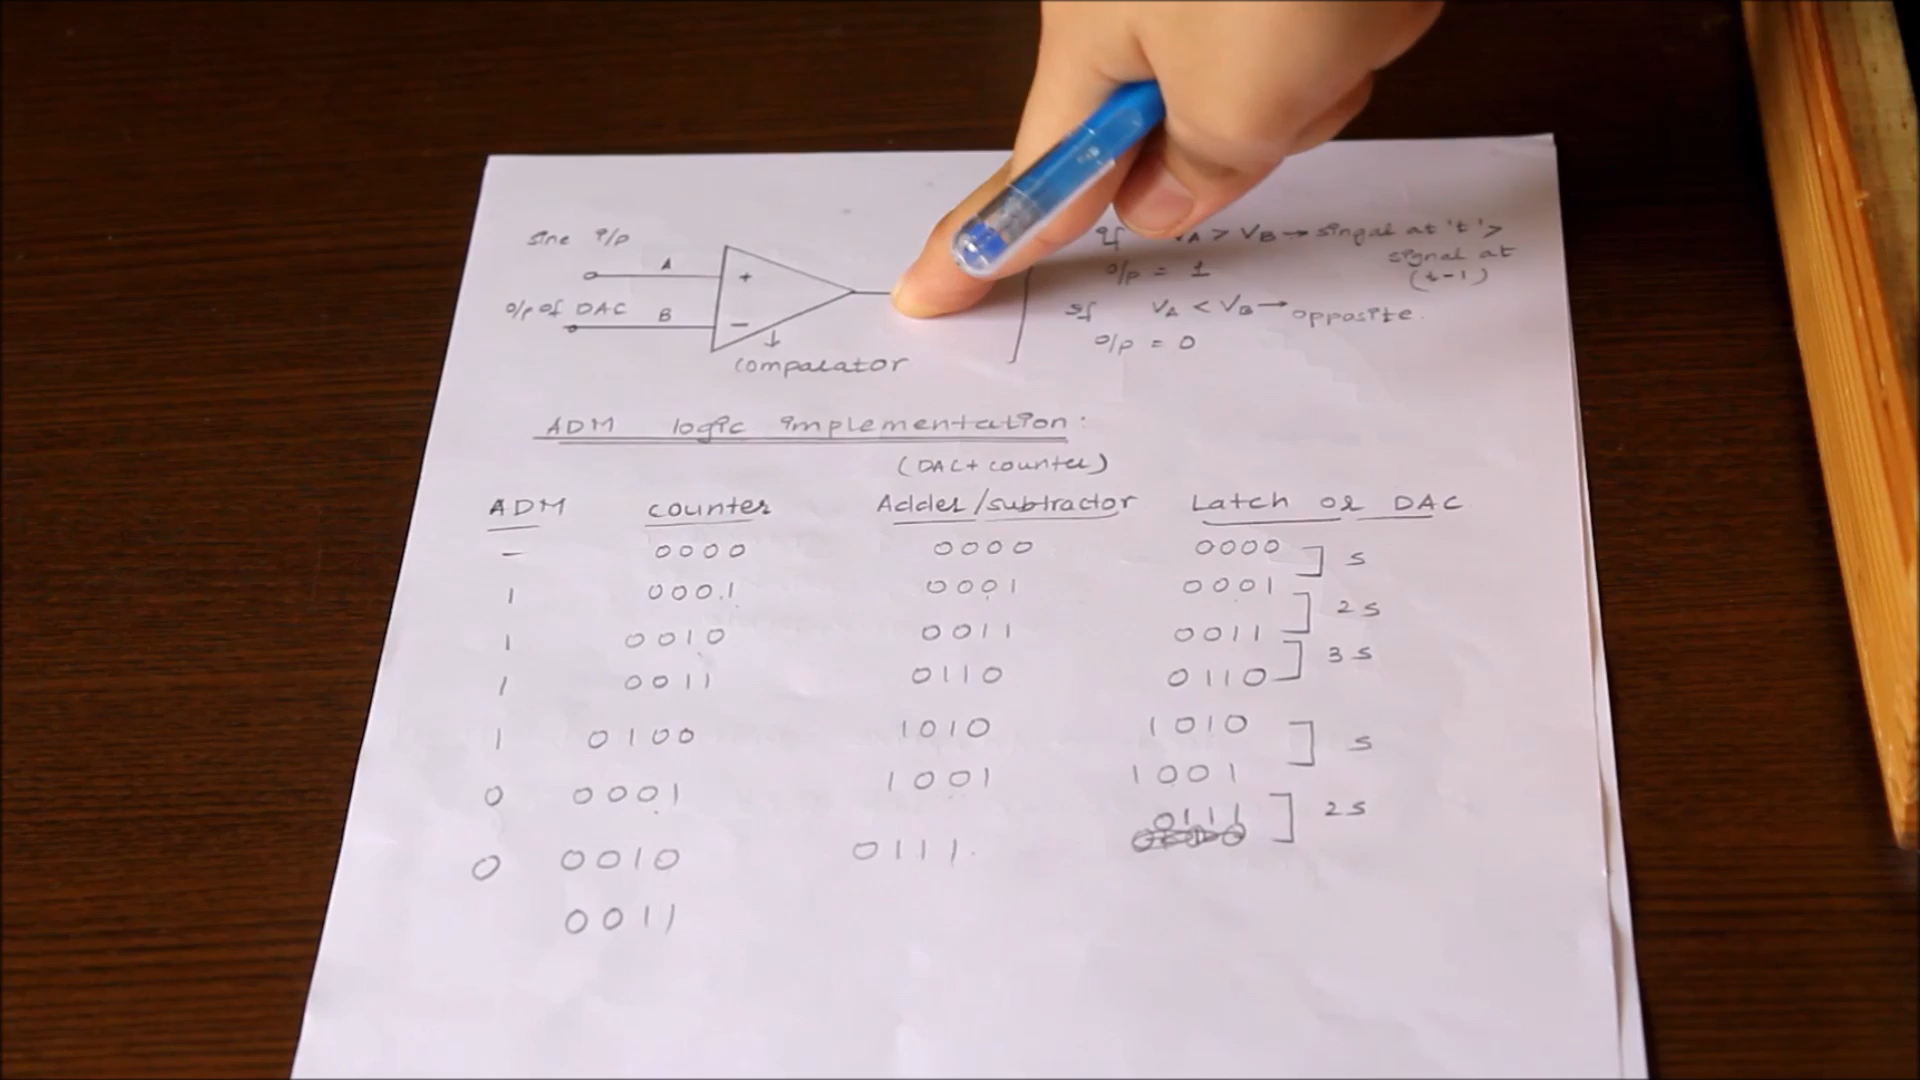 sine i/p
A
+
o/p of DAC B
-
comparator
if VA > VB → singal at 't' >
signal at
(t-1)
o/p = 1
if VA < VB → opposite.
o/p = 0
ADM logic implementation:
(DAC+counter)
ADM counter Adder/subtractor Latch or DAC
- 0000 0000 0000 ] s
1 0001 0001 0001
] 2s
1 0010 0011 0011
] 3s
1 0011 0110 0110
1 0100 1010 1010
] s
0 0001 1001 1001
] 2s
0 0010 0111 0111
0011